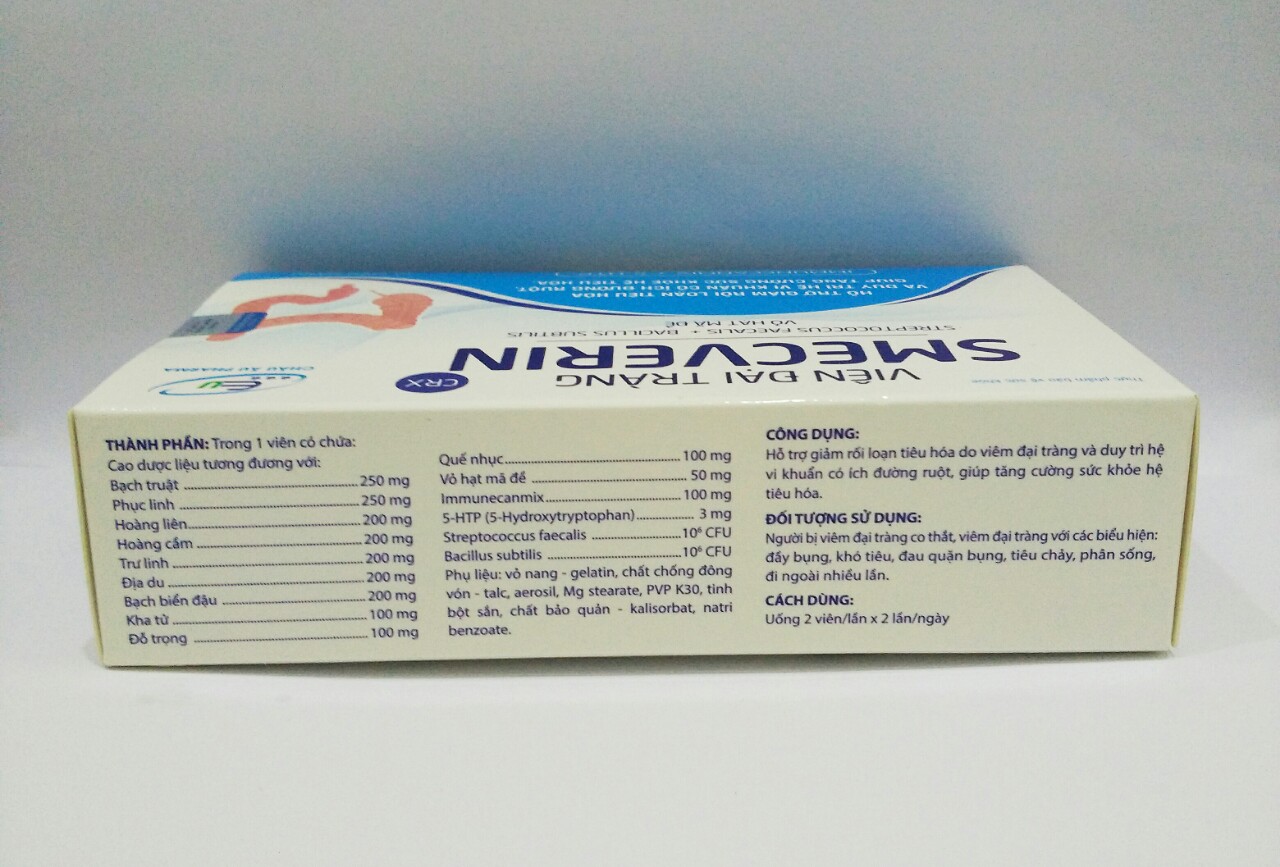 HỖ TRỢ GIẢM RỐI LOẠN TIÊU HÓA
VÀ DUY TRÌ HỆ VI KHUẨN CÓ ÍCH ĐƯỜNG RUỘT,
GIÚP TĂNG CƯỜNG SỨC KHỎE HỆ TIÊU HÓA
Thực phẩm bảo vệ sức khỏe
VIÊN ĐẠI TRÀNG
SMECVERIN
CRX
STREPTOCOCCUS FAECALIS + BACILLUS SUBTILIS
VỎ HẠT MÃ ĐỀ
EU
CHÂU ÂU PHARMA
THÀNH PHẦN: Trong 1 viên có chứa:
Cao dược liệu tương đương với:
Bạch truật ........ 250 mg
Phục linh ........ 250 mg
Hoàng liên ........ 200 mg
Hoàng cầm ........ 200 mg
Trư linh ........ 200 mg
Địa du ........ 200 mg
Bạch biển đậu ........ 200 mg
Kha tử ........ 100 mg
Đỗ trọng ........ 100 mg
Quế nhục ........ 100 mg
Vỏ hạt mã đề ........ 50 mg
Immunecanmix ........ 100 mg
5-HTP (5-Hydroxytryptophan) ........ 3 mg
Streptococcus faecalis ........ 10⁶ CFU
Bacillus subtilis ........ 10⁶ CFU
Phụ liệu: vỏ nang - gelatin, chất chống đông
vón - talc, aerosil, Mg stearate, PVP K30, tinh
bột sắn, chất bảo quản - kalisorbat, natri
benzoate.
CÔNG DỤNG:
Hỗ trợ giảm rối loạn tiêu hóa do viêm đại tràng và duy trì hệ
vi khuẩn có ích đường ruột, giúp tăng cường sức khỏe hệ
tiêu hóa.
ĐỐI TƯỢNG SỬ DỤNG:
Người bị viêm đại tràng co thắt, viêm đại tràng với các biểu hiện:
đầy bụng, khó tiêu, đau quặn bụng, tiêu chảy, phân sống,
đi ngoài nhiều lần.
CÁCH DÙNG:
Uống 2 viên/lần x 2 lần/ngày